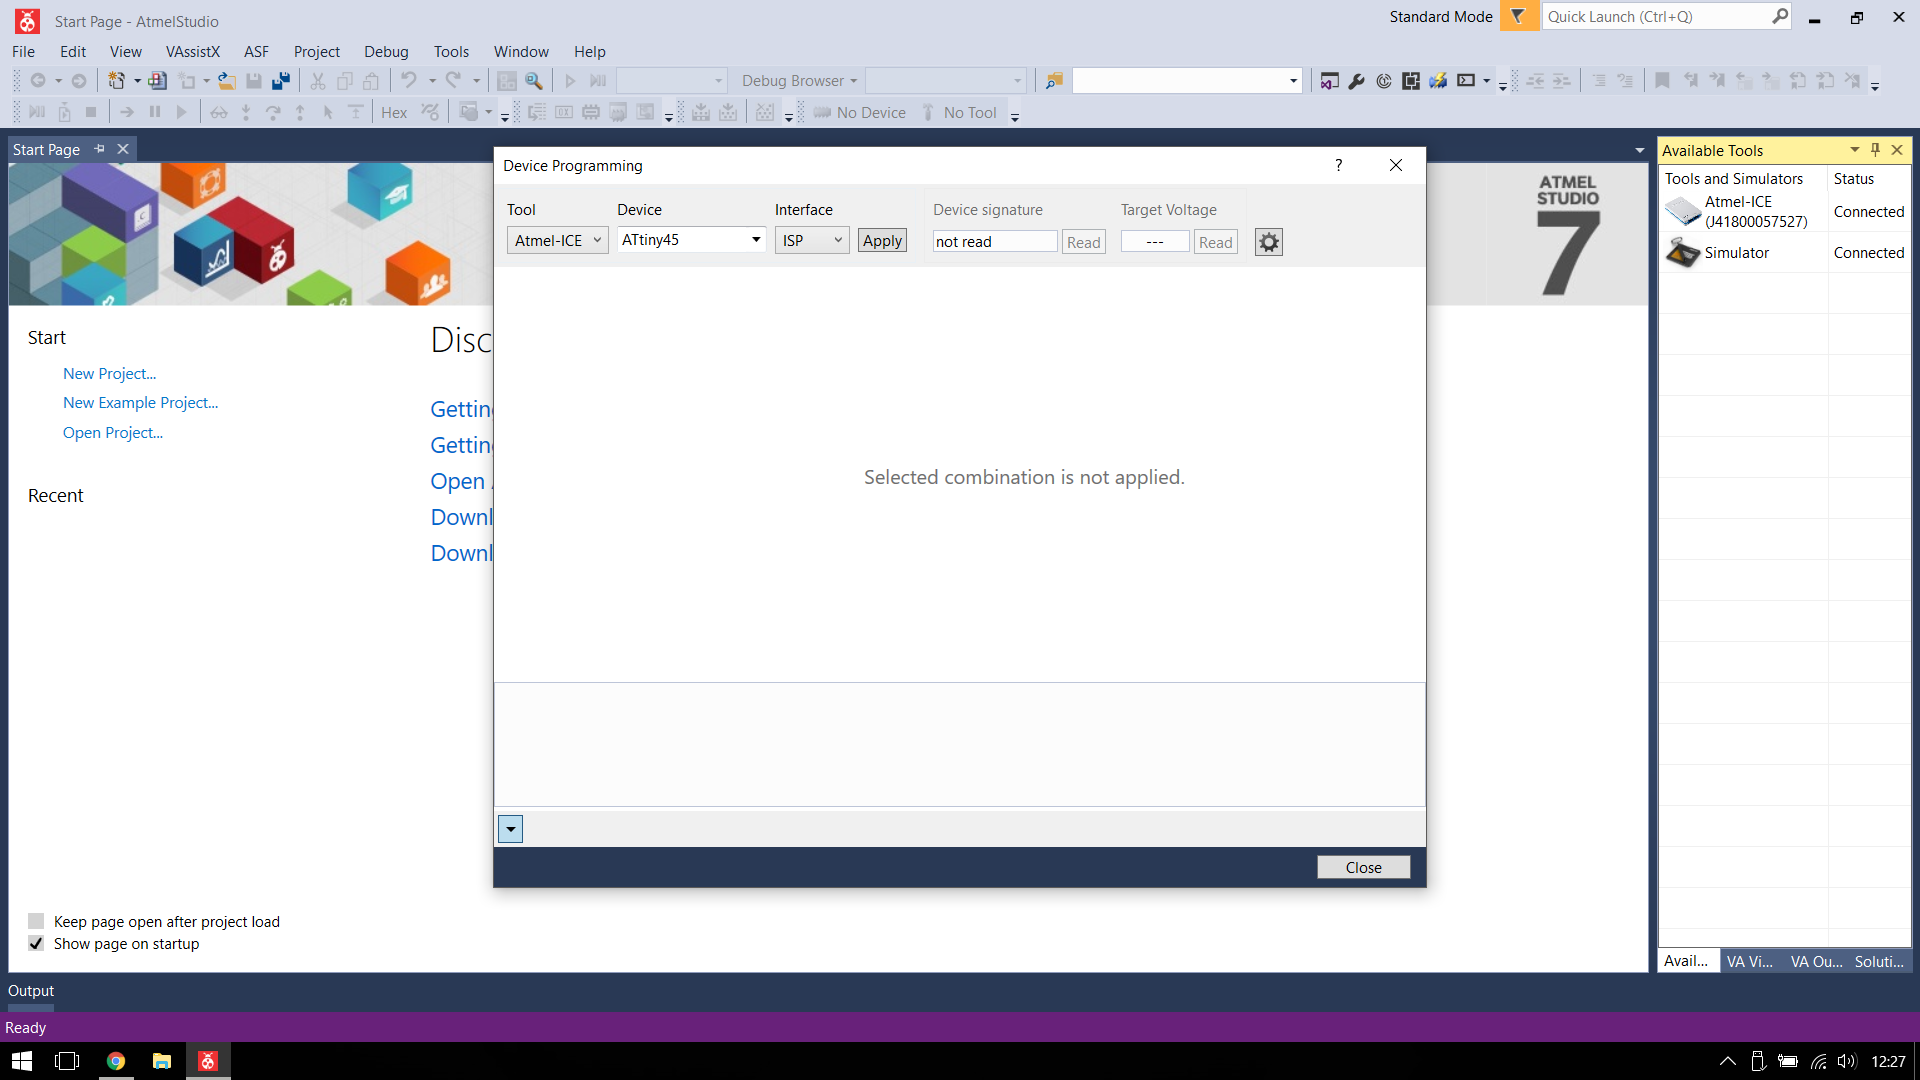 Start Page - AtmelStudio
Standard Mode
Quick Launch (Ctrl+Q)
File Edit View VAssistX ASF Project Debug Tools Window Help
Debug Browser
Hex
No Device
No Tool
Start Page
Device Programming
?
Tool
Device
Interface
Device signature
Target Voltage
Atmel-ICE
ATtiny45
ISP
Apply
not read
Read
---
Read
Selected combination is not applied.
Close
ATMEL
STUDIO
7
Start
New Project...
New Example Project...
Open Project...
Recent
Disc
Gettin
Gettin
Open
Downl
Downl
Keep page open after project load
Show page on startup
Available Tools
Tools and Simulators Status
Atmel-ICE
(J41800057527)
Connected
Simulator Connected
Avail... VA Vi... VA Ou... Soluti...
Output
Ready
12:27